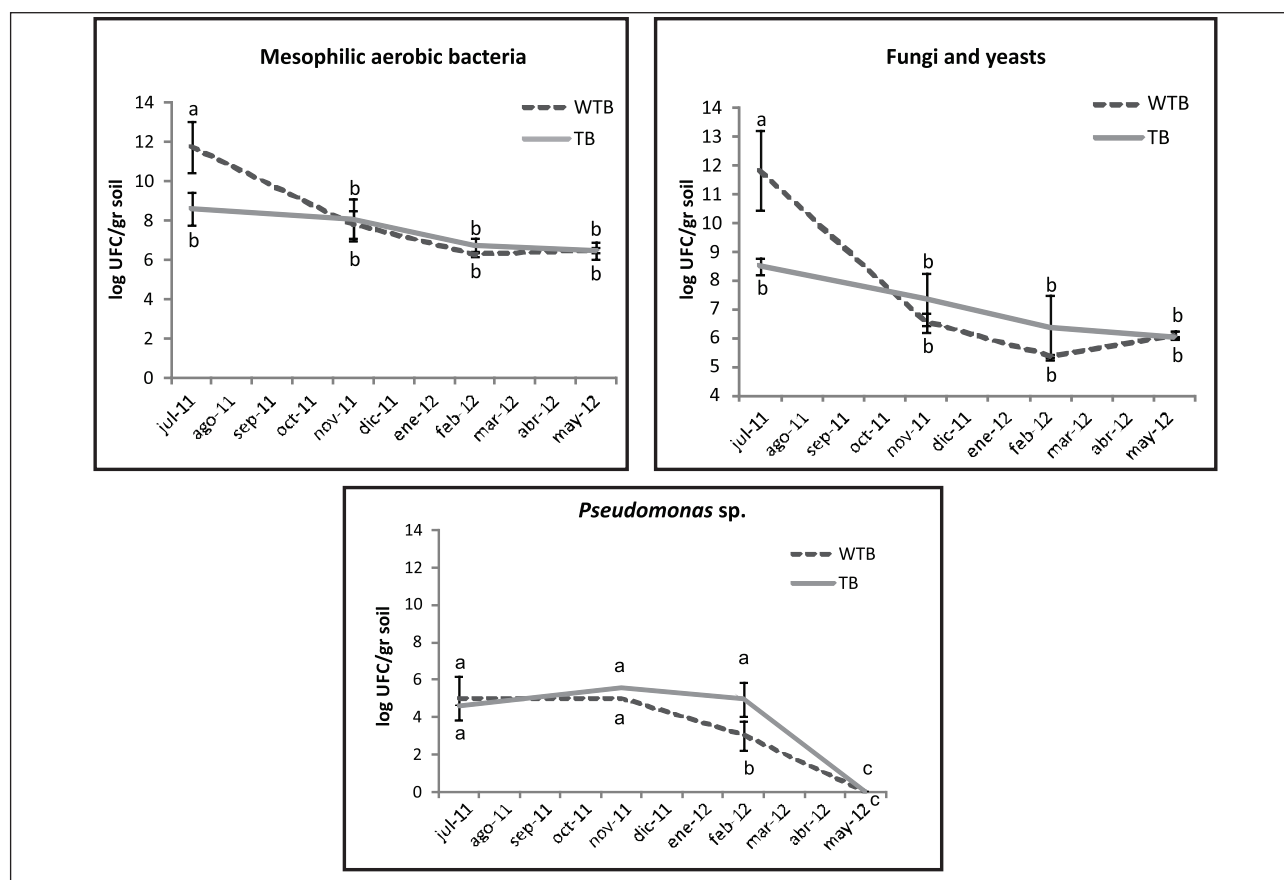 Mesophilic aerobic bacteria
log UFC/gr soil
14
12
10
8
6
4
2
0
WTB
TB
a
b
b
b
b
b
b
b
jul-11
ago-11
sep-11
oct-11
nov-11
dic-11
ene-12
feb-12
mar-12
abr-12
may-12
Fungi and yeasts
log UFC/gr soil
14
13
12
11
10
9
8
7
6
5
4
WTB
TB
a
b
b
b
b
b
b
b
jul-11
ago-11
sep-11
oct-11
nov-11
dic-11
ene-12
feb-12
mar-12
abr-12
may-12
Pseudomonas sp.
log UFC/gr soil
14
12
10
8
6
4
2
0
WTB
TB
a
a
a
a
a
b
c
c
jul-11
ago-11
sep-11
oct-11
nov-11
dic-11
ene-12
feb-12
mar-12
abr-12
may-12